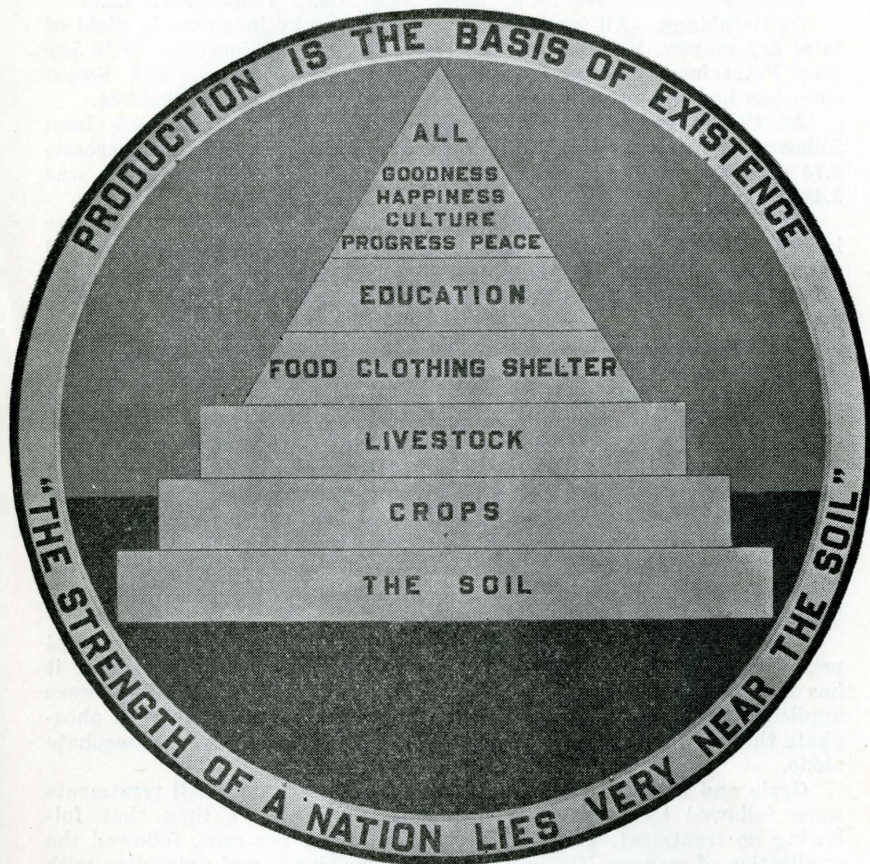 PRODUCTION IS THE BASIS OF EXISTENCE
ALL
GOODNESS
HAPPINESS
CULTURE
PROGRESS PEACE
EDUCATION
FOOD CLOTHING SHELTER
LIVESTOCK
CROPS
THE SOIL
"THE STRENGTH OF A NATION LIES VERY NEAR THE SOIL"